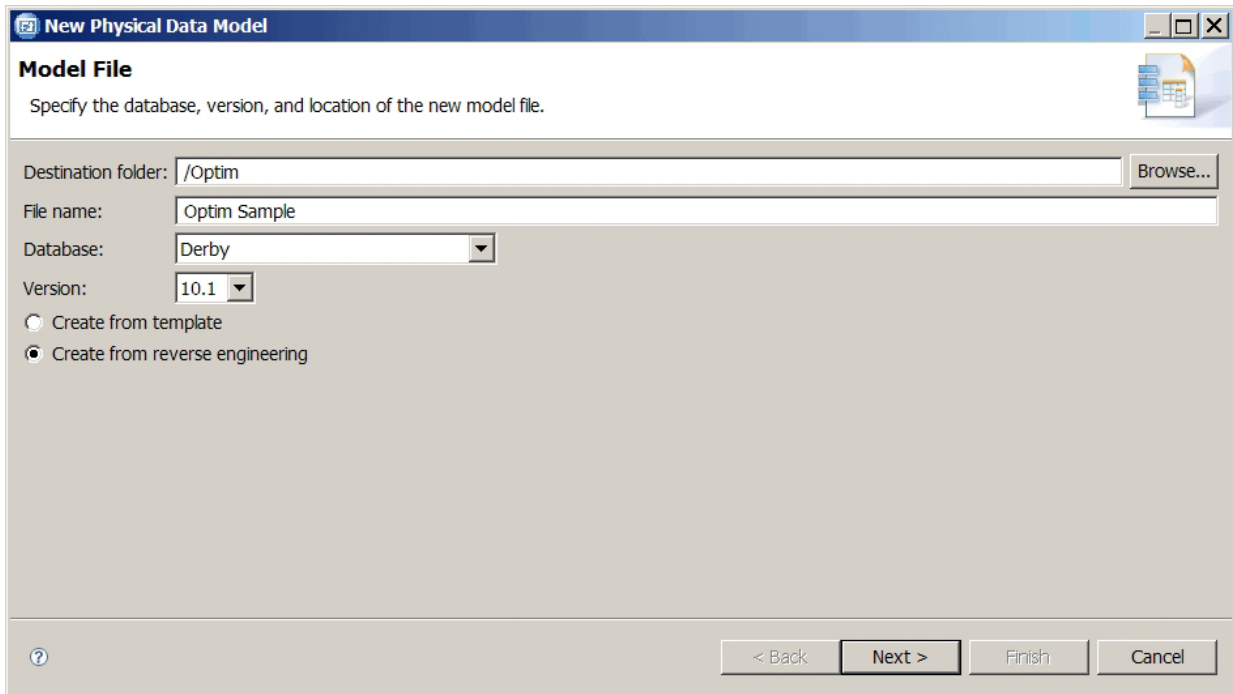 New Physical Data Model
Model File
Specify the database, version, and location of the new model file.
Destination folder: /Optim Browse...
File name: Optim Sample
Database: Derby
Version: 10.1
Create from template
Create from reverse engineering
? < Back Next > Finish Cancel